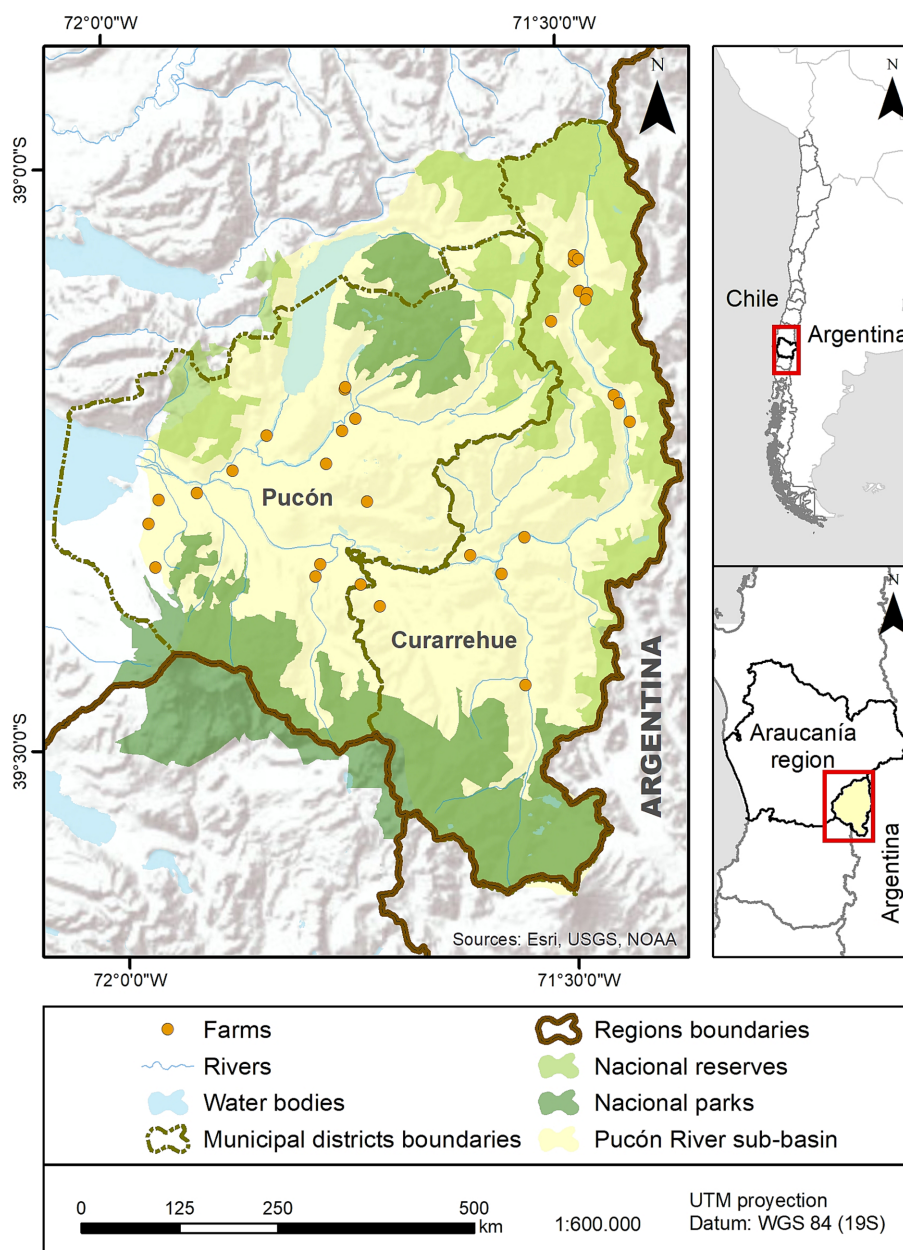 72°0'0"W
71°30'0"W
39°0'0"S
39°30'0"S
N
Pucón
Curarrehue
ARGENTINA
Sources: Esri, USGS, NOAA
72°0'0"W
71°30'0"W
N
Chile
Argentina
N
Araucanía
region
Argentina
Farms
Rivers
Water bodies
Municipal districts boundaries
Regions boundaries
Nacional reserves
Nacional parks
Pucón River sub-basin
0 125 250 500
km
1:600.000
UTM proyection
Datum: WGS 84 (19S)